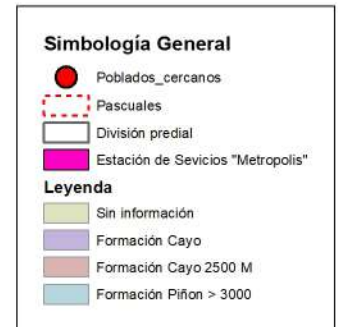 Simbología General
Poblados_cercanos
Pascuales
División predial
Estación de Sevicios "Metropolis"
Leyenda
Sin información
Formación Cayo
Formación Cayo 2500 M
Formación Piñon > 3000